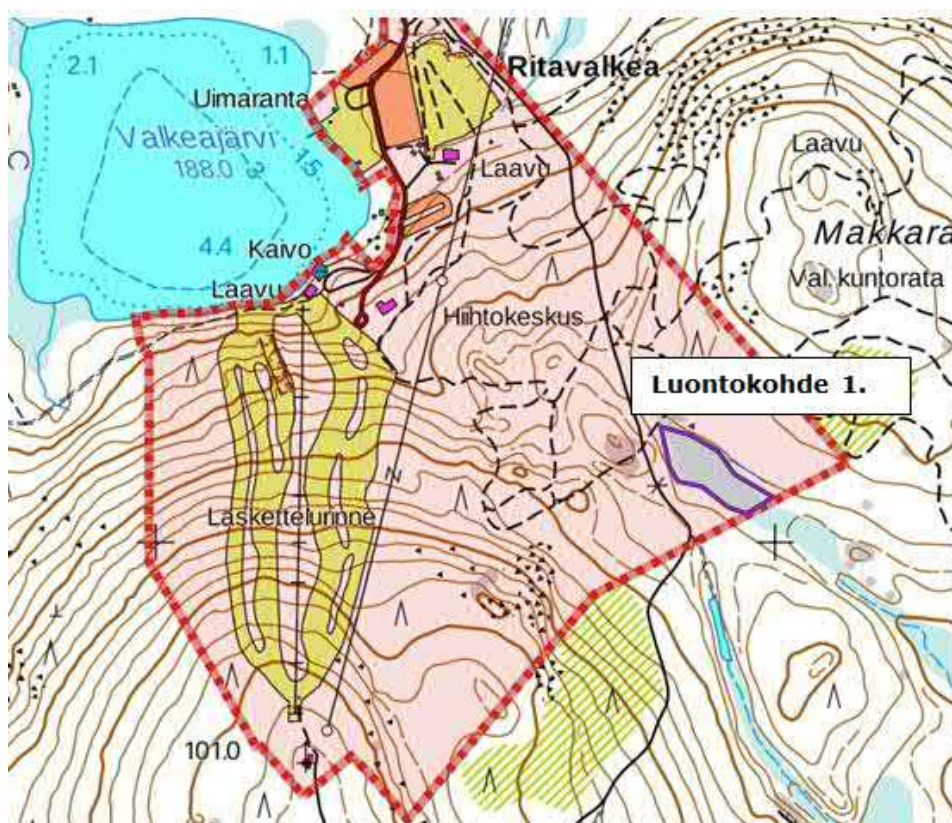 2.1
1.1
Ritavalkea
Uimaranta
Valkeajärvi
188.0
3
1.5
Laavu
Laavu
Makkara
4.4
Kaivo
Val. kuntorata
Laavu
Hiihtokeskus
Luontokohde 1.
Laskettelurinne
101.0